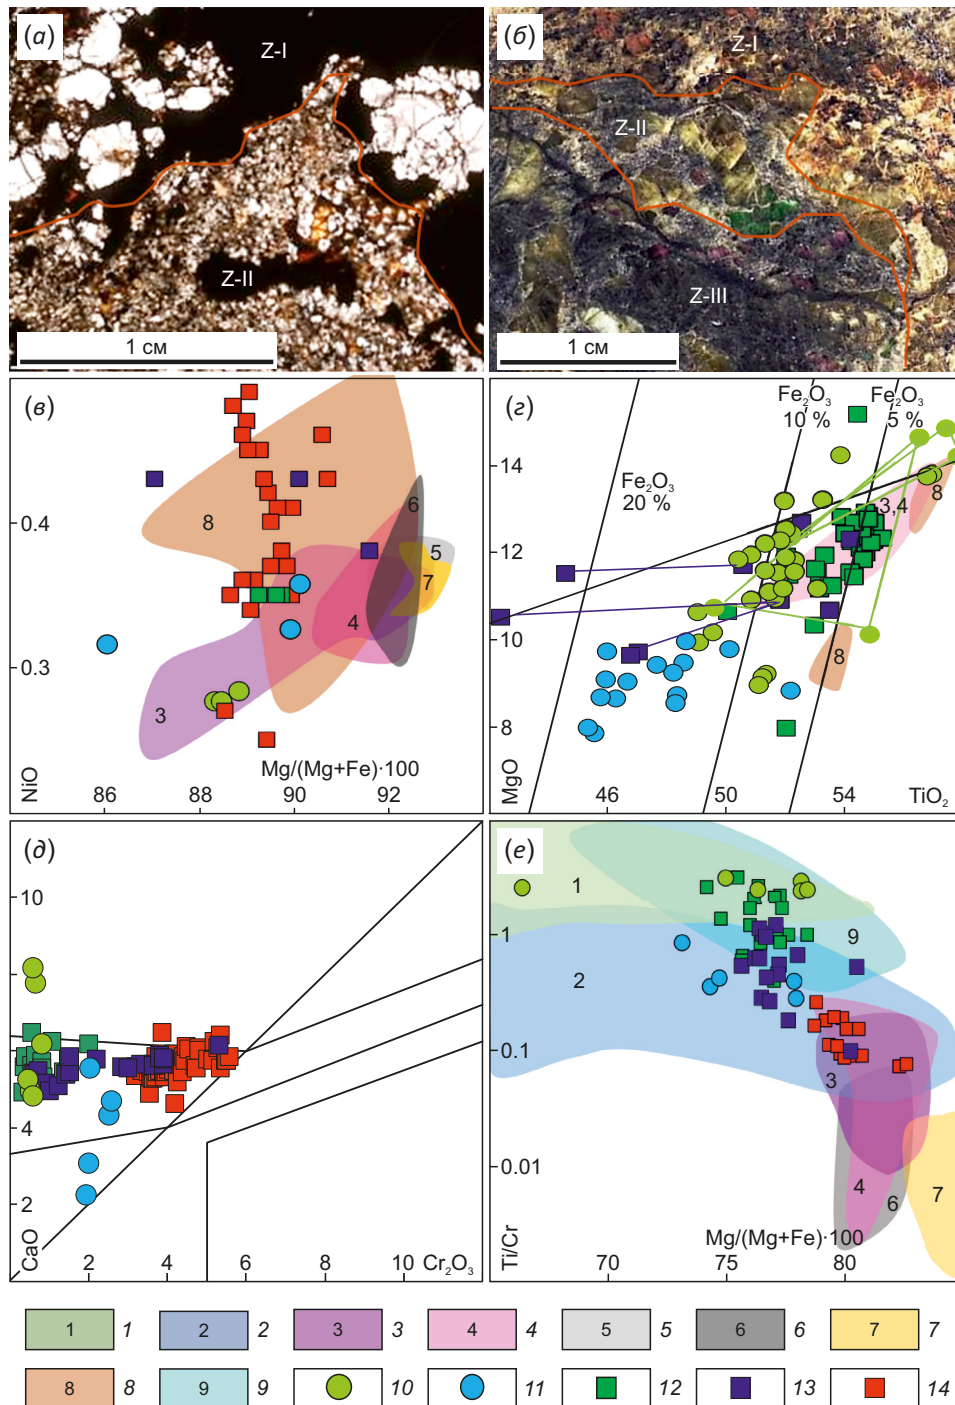 (а)
Z-I
Z-II
1 см
(б)
Z-I
Z-II
Z-III
1 см
(в)
0.4
0.3
8
6
5
7
4
3
Mg/(Mg+Fe)·100
NiO
86 88 90 92
(г)
Fe₂O₃
20 %
Fe₂O₃
10 %
Fe₂O₃
5 %
14
12
10
8
3,4
8
8
MgO
46 50 54 TiO₂
(д)
10
4
2
CaO
2 4 6 8 10 Cr₂O₃
(е)
1
0.1
0.01
1
9
2
3
4
6
7
Ti/Cr
Mg/(Mg+Fe)·100
70 75 80
1 1 2 2 3 3 4 4 5 5 6 6 7 7
8 8 9 9 10 11 12 13 14